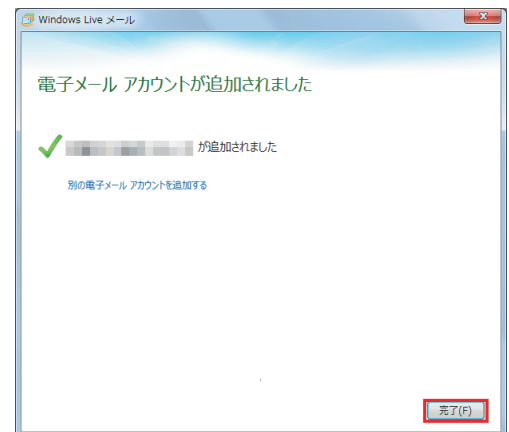 Windows Live メール
電子メール アカウントが追加されました
が追加されました
別の電子メール アカウントを追加する
完了(F)